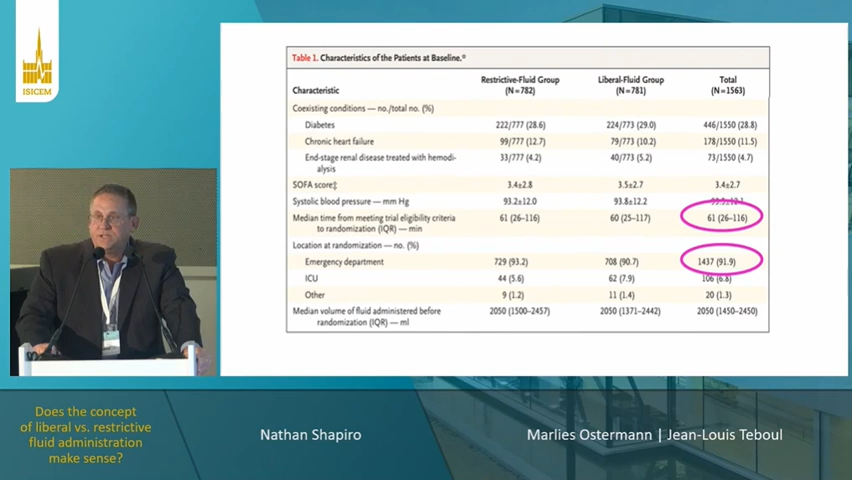 ISICEM
Table 1. Characteristics of the Patients at Baseline.*
Characteristic
Restrictive-Fluid Group
(N=782)
Liberal-Fluid Group
(N=781)
Total
(N=1563)
Coexisting conditions — no./total no. (%)
Diabetes 222/777 (28.6) 224/773 (29.0) 446/1550 (28.8)
Chronic heart failure 99/777 (12.7) 79/773 (10.2) 178/1550 (11.5)
End-stage renal disease treated with hemodi-
alysis 33/777 (4.2) 40/773 (5.2) 73/1550 (4.7)
SOFA score‡ 3.4±2.8 3.5±2.7 3.4±2.7
Systolic blood pressure — mm Hg 93.2±12.0 93.8±12.2
Median time from meeting trial eligibility criteria
to randomization (IQR) — min 61 (26–116) 60 (25–117) 61 (26–116)
Location at randomization — no. (%)
Emergency department 729 (93.2) 708 (90.7) 1437 (91.9)
ICU 44 (5.6) 62 (7.9) 106 (6.8)
Other 9 (1.2) 11 (1.4) 20 (1.3)
Median volume of fluid administered before
randomization (IQR) — ml 2050 (1500–2457) 2050 (1371–2442) 2050 (1450–2450)
Does the concept
of liberal vs. restrictive
fluid administration
make sense?
Nathan Shapiro
Marlies Ostermann | Jean-Louis Teboul